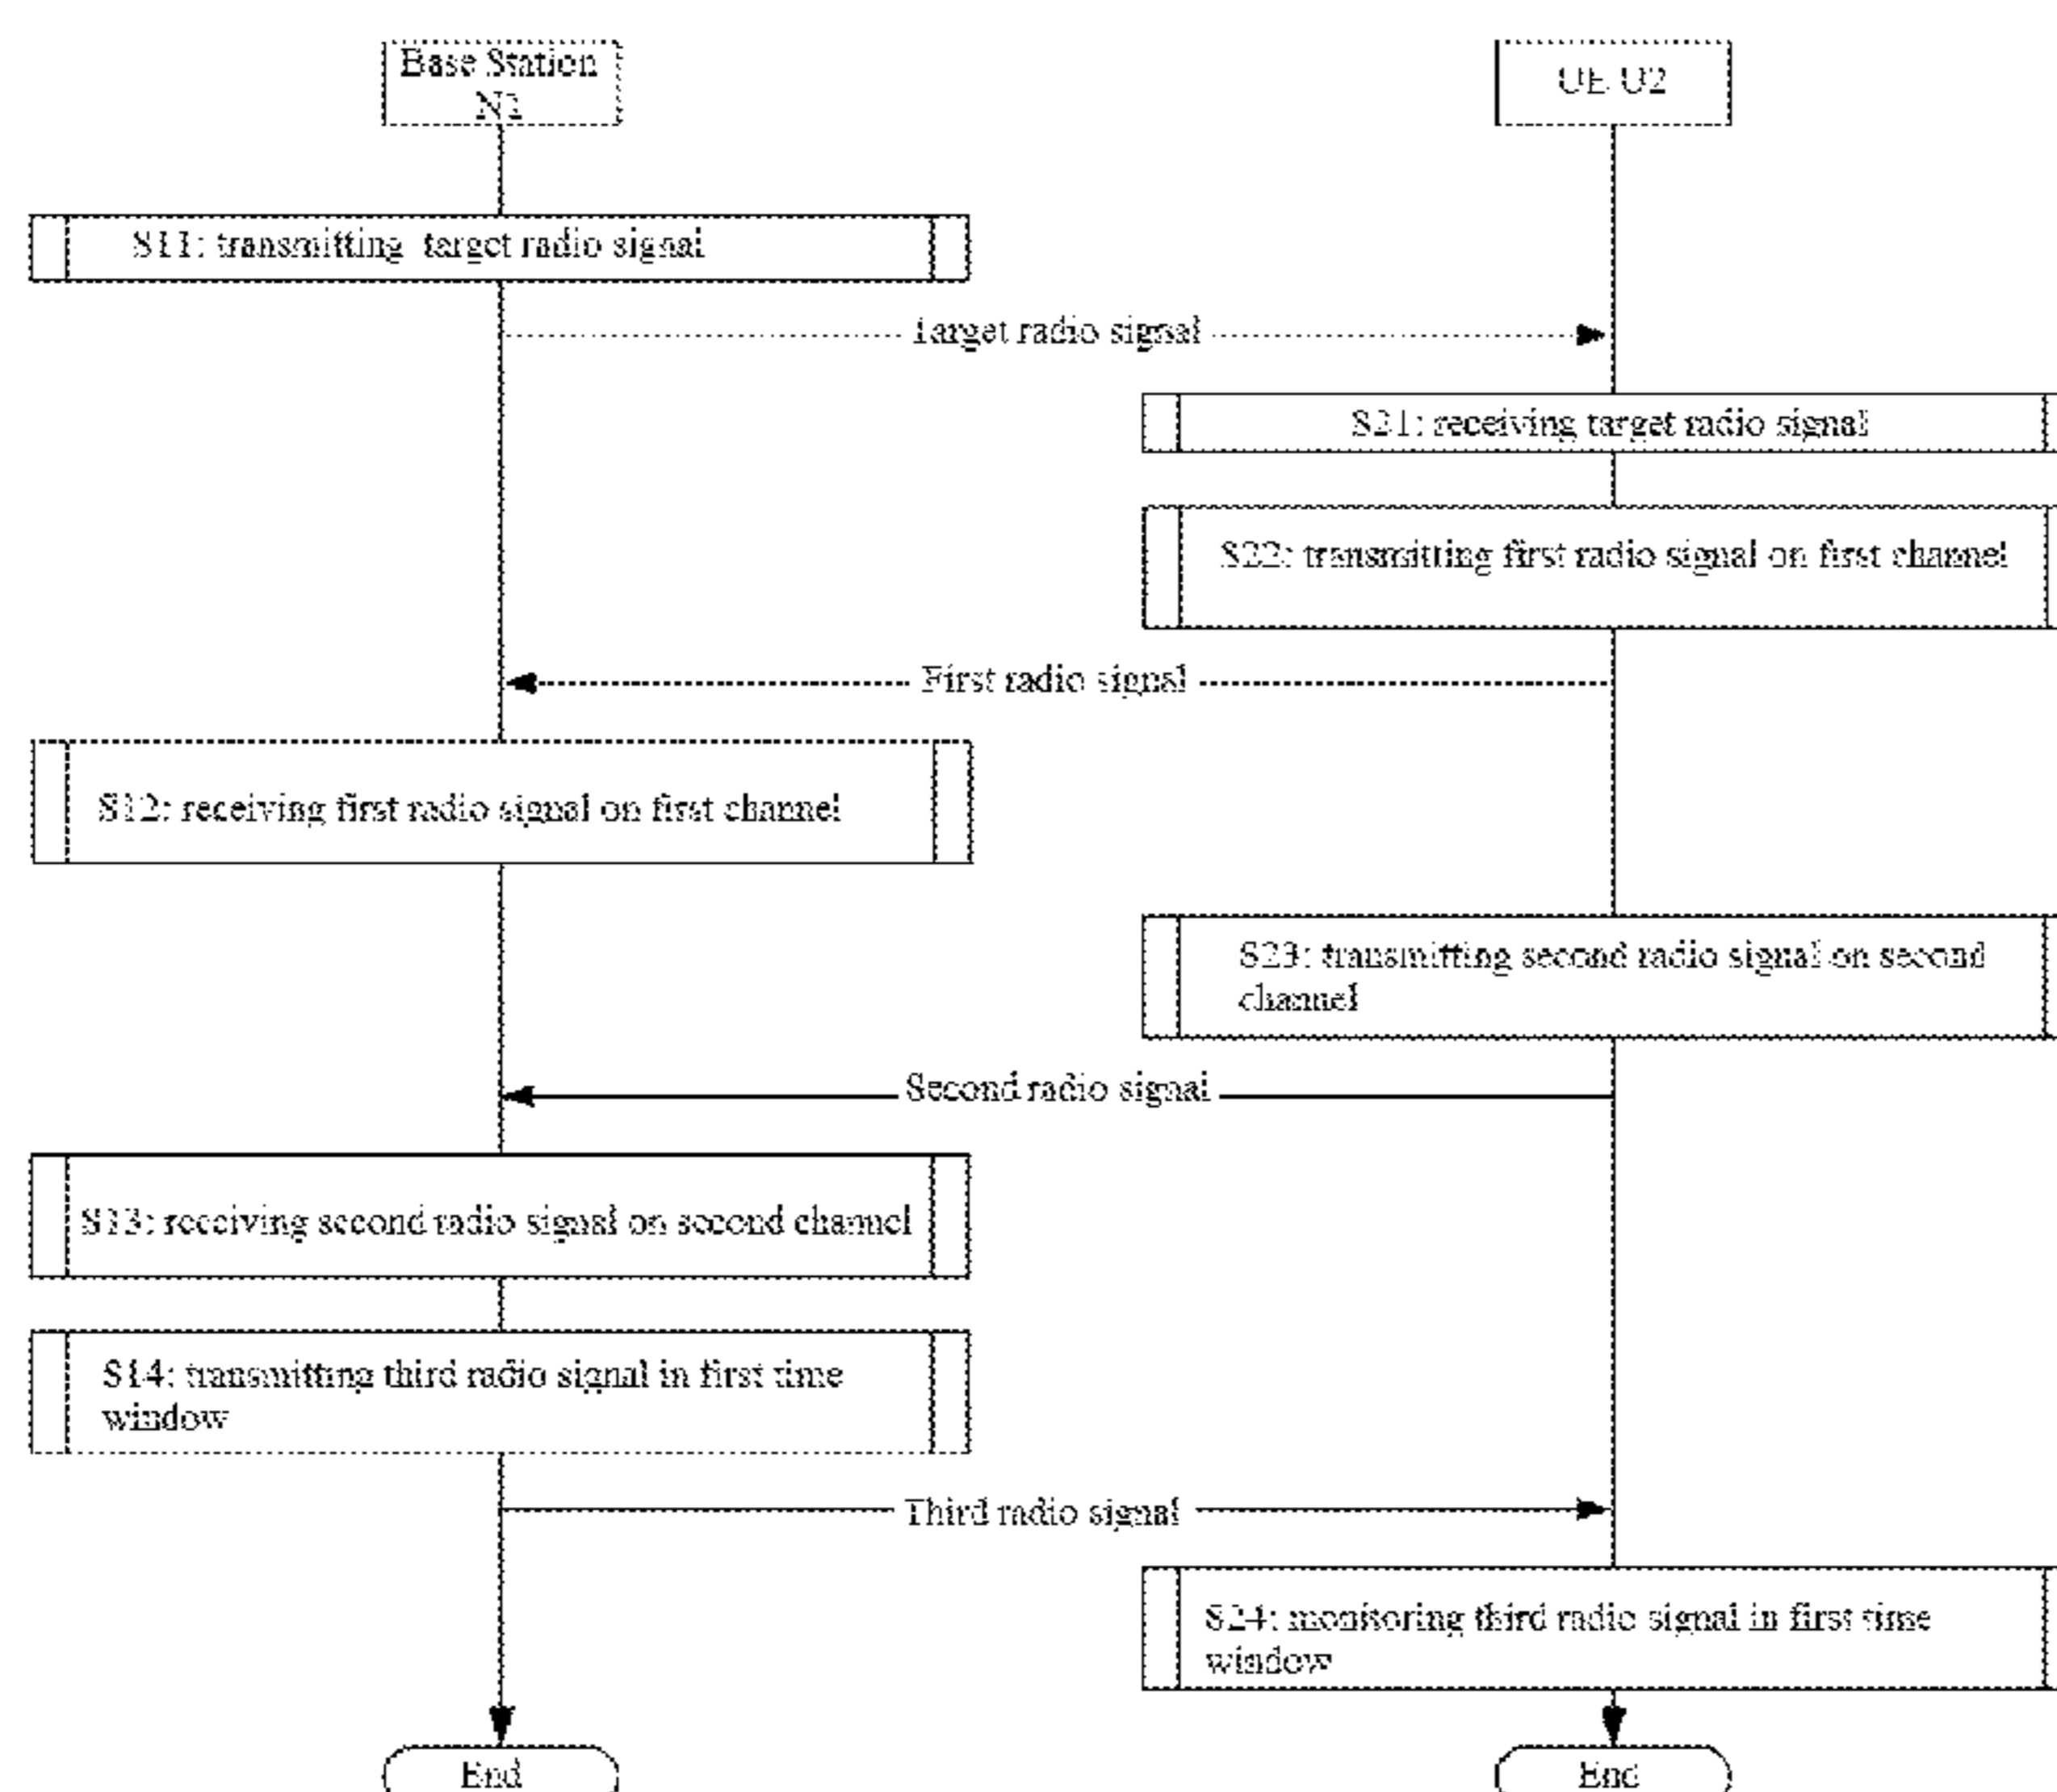 Base Station
N1
UE U2
S11: transmitting target radio signal
Target radio signal
S21: receiving target radio signal
S22: transmitting first radio signal on first channel
First radio signal
S12: receiving first radio signal on first channel
S23: transmitting second radio signal on second
channel
Second radio signal
S13: receiving second radio signal on second channel
S14: transmitting third radio signal in first time
window
Third radio signal
S24: monitoring third radio signal in first time
window
End
End